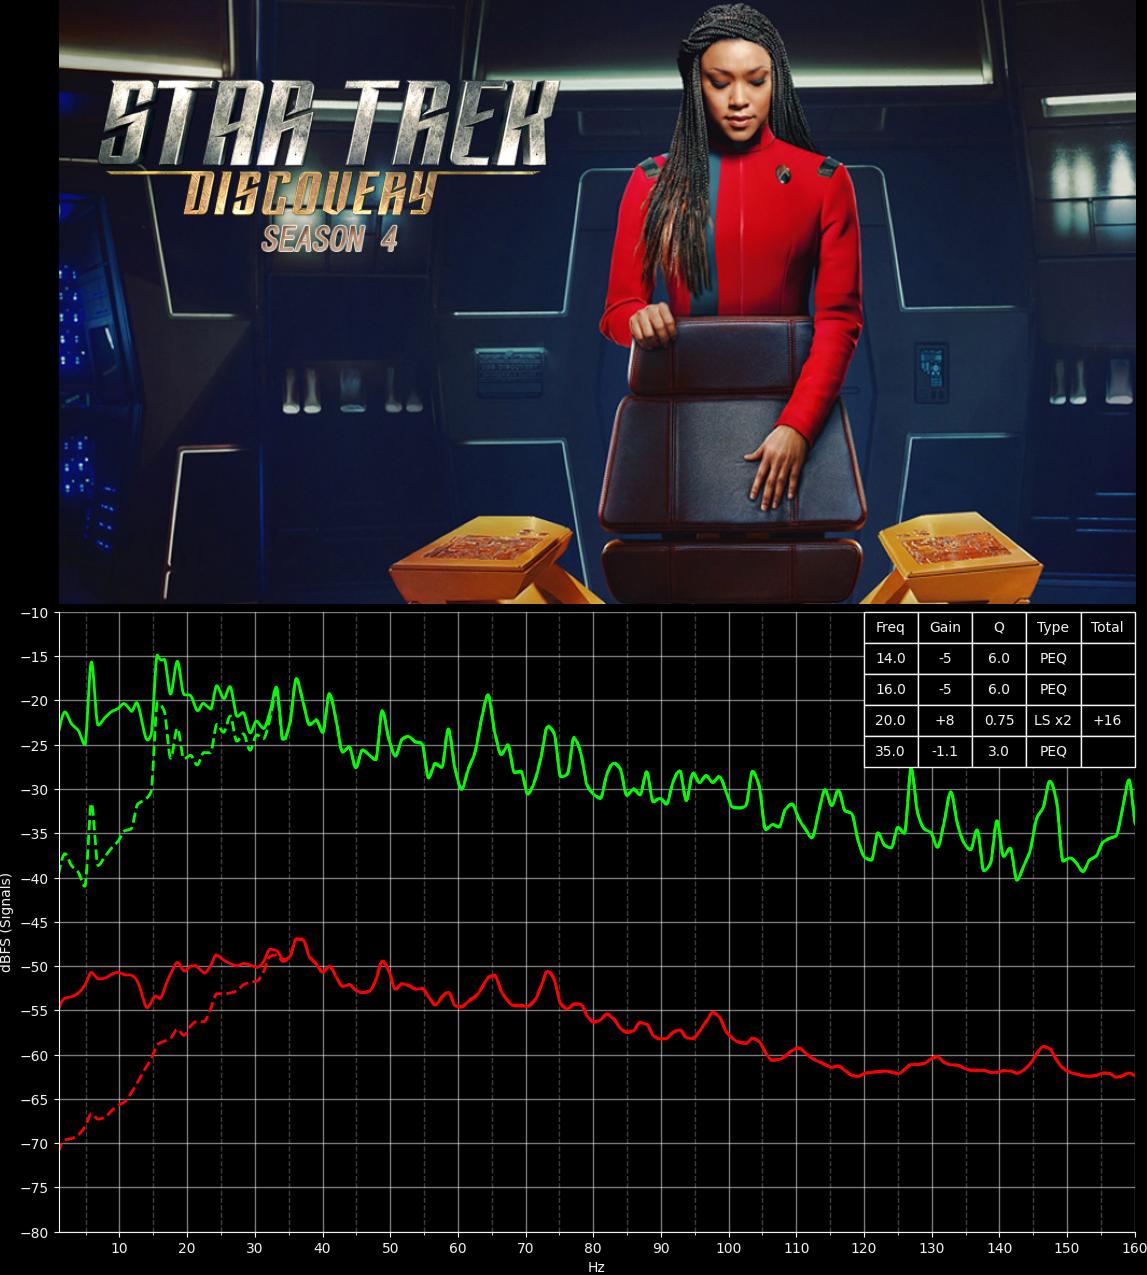 STAR TREK
DISCOVERY
SEASON 4
−10
−15
−20
−25
−30
−35
−40
−45
−50
−55
−60
−65
−70
−75
−80
dBFS (Signals)
Freq Gain Q Type Total
14.0 -5 6.0 PEQ
16.0 -5 6.0 PEQ
20.0 +8 0.75 LS x2 +16
35.0 -1.1 3.0 PEQ
10 20 30 40 50 60 70 80 90 100 110 120 130 140 150 160
Hz